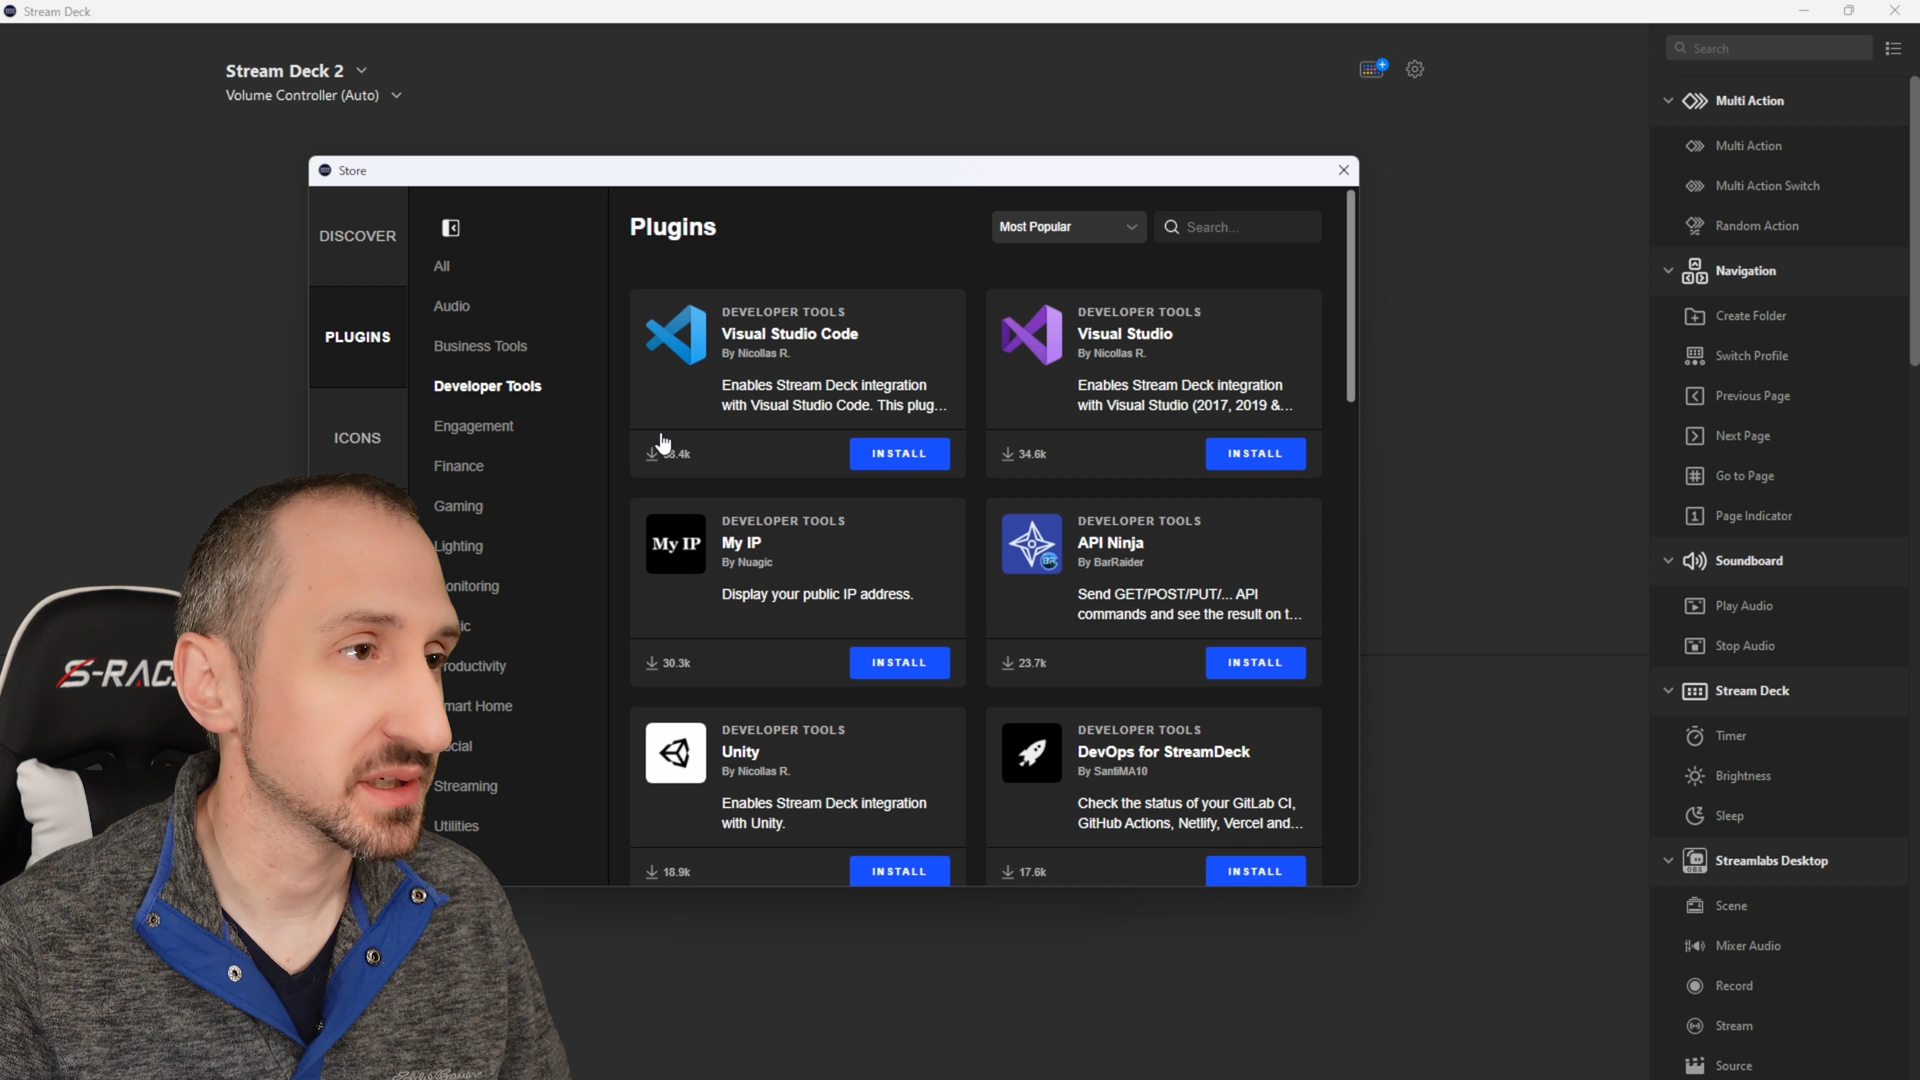 Stream Deck
Stream Deck 2
Volume Controller (Auto)
Search
Multi Action
Multi Action
Multi Action Switch
Random Action
Navigation
Create Folder
Switch Profile
Previous Page
Next Page
Go to Page
Page Indicator
Soundboard
Play Audio
Stop Audio
Stream Deck
Timer
Brightness
Sleep
Streamlabs Desktop
Scene
Mixer Audio
Record
Stream
Source
Store
DISCOVER
PLUGINS
ICONS
All
Audio
Business Tools
Developer Tools
Engagement
Finance
Gaming
Lighting
onitoring
ic
roductivity
mart Home
ocial
Streaming
Utilities
Plugins
Most Popular
Search...
DEVELOPER TOOLS
Visual Studio Code
By Nicollas R.
Enables Stream Deck integration
with Visual Studio Code. This plug...
INSTALL
DEVELOPER TOOLS
Visual Studio
By Nicollas R.
Enables Stream Deck integration
with Visual Studio (2017, 2019 &...
34.6k
INSTALL
My IP
DEVELOPER TOOLS
My IP
By Nuagic
Display your public IP address.
30.3k
INSTALL
BR
DEVELOPER TOOLS
API Ninja
By BarRaider
Send GET/POST/PUT/... API
commands and see the result on t...
23.7k
INSTALL
DEVELOPER TOOLS
Unity
By Nicollas R.
Enables Stream Deck integration
with Unity.
18.9k
INSTALL
DEVELOPER TOOLS
DevOps for StreamDeck
By SantiMA10
Check the status of your GitLab CI,
GitHub Actions, Netlify, Vercel and...
17.6k
INSTALL
S-RAC
Eddie Bauer